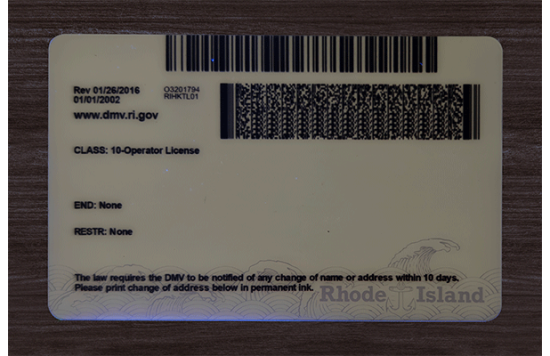 Rev 01/26/2016 O3201794
01/01/2002 RIHKTL01
www.dmv.ri.gov
CLASS: 10-Operator License
END: None
RESTR: None
The law requires the DMV to be notified of any change of name or address within 10 days.
Please print change of address below in permanent ink.
Rhode Island